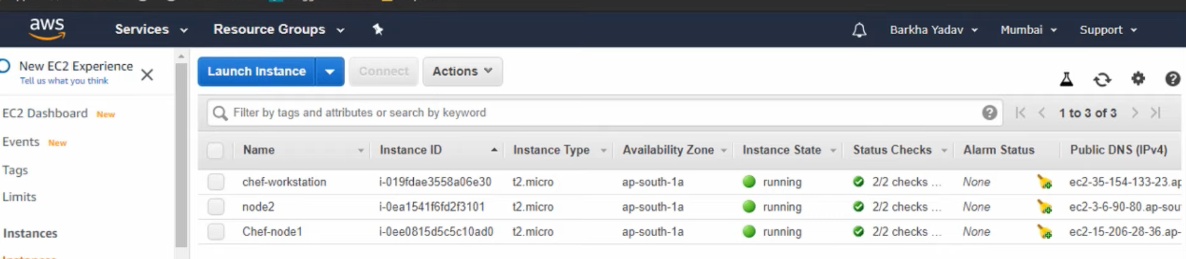 aws Services Resource Groups Barkha Yadav Mumbai Support
New EC2 Experience
Tell us what you think
Launch Instance Connect Actions
EC2 Dashboard New
Filter by tags and attributes or search by keyword 1 to 3 of 3
Events New
Name Instance ID Instance Type Availability Zone Instance State Status Checks Alarm Status Public DNS (IPv4)
Tags
chef-workstation i-019fdae3558a06e30 t2.micro ap-south-1a running 2/2 checks ... None ec2-35-154-133-23.ap
Limits
node2 i-0ea1541f6fd2f3101 t2.micro ap-south-1a running 2/2 checks ... None ec2-3-6-90-80.ap-sou
Instances
Chef-node1 i-0ee0815d5c5c10ad0 t2.micro ap-south-1a running 2/2 checks ... None ec2-15-206-28-36.ap-